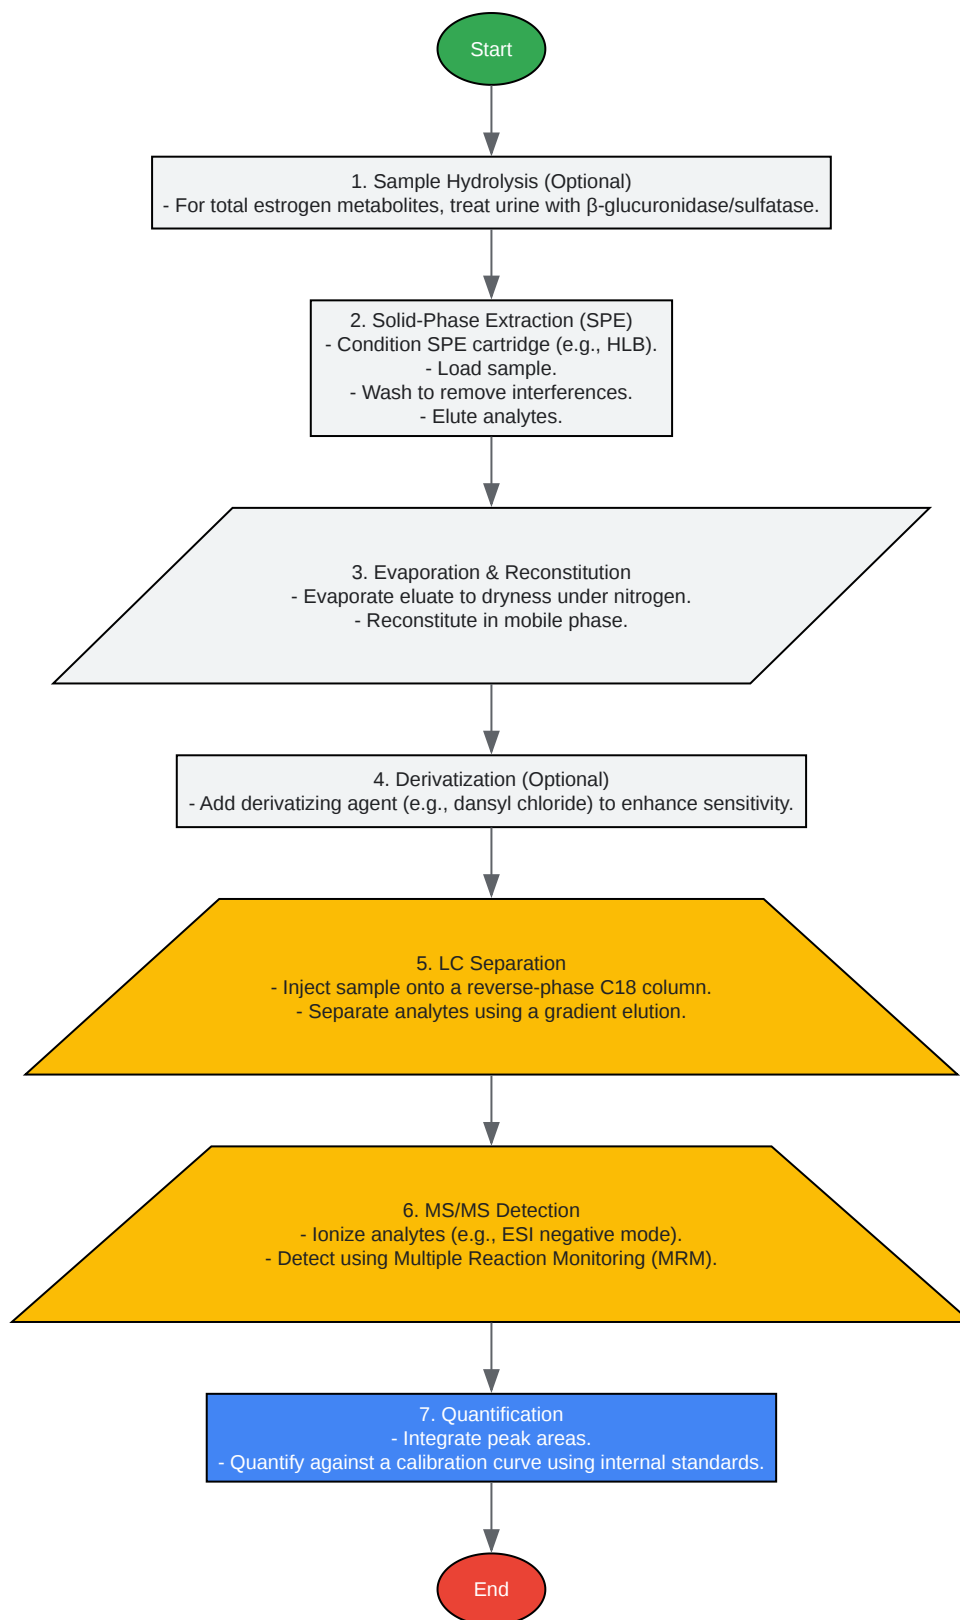 Start
1. Sample Hydrolysis (Optional)
- For total estrogen metabolites, treat urine with β-glucuronidase/sulfatase.
2. Solid-Phase Extraction (SPE)
- Condition SPE cartridge (e.g., HLB).
- Load sample.
- Wash to remove interferences.
- Elute analytes.
3. Evaporation & Reconstitution
- Evaporate eluate to dryness under nitrogen.
- Reconstitute in mobile phase.
4. Derivatization (Optional)
- Add derivatizing agent (e.g., dansyl chloride) to enhance sensitivity.
5. LC Separation
- Inject sample onto a reverse-phase C18 column.
- Separate analytes using a gradient elution.
6. MS/MS Detection
- Ionize analytes (e.g., ESI negative mode).
- Detect using Multiple Reaction Monitoring (MRM).
7. Quantification
- Integrate peak areas.
- Quantify against a calibration curve using internal standards.
End